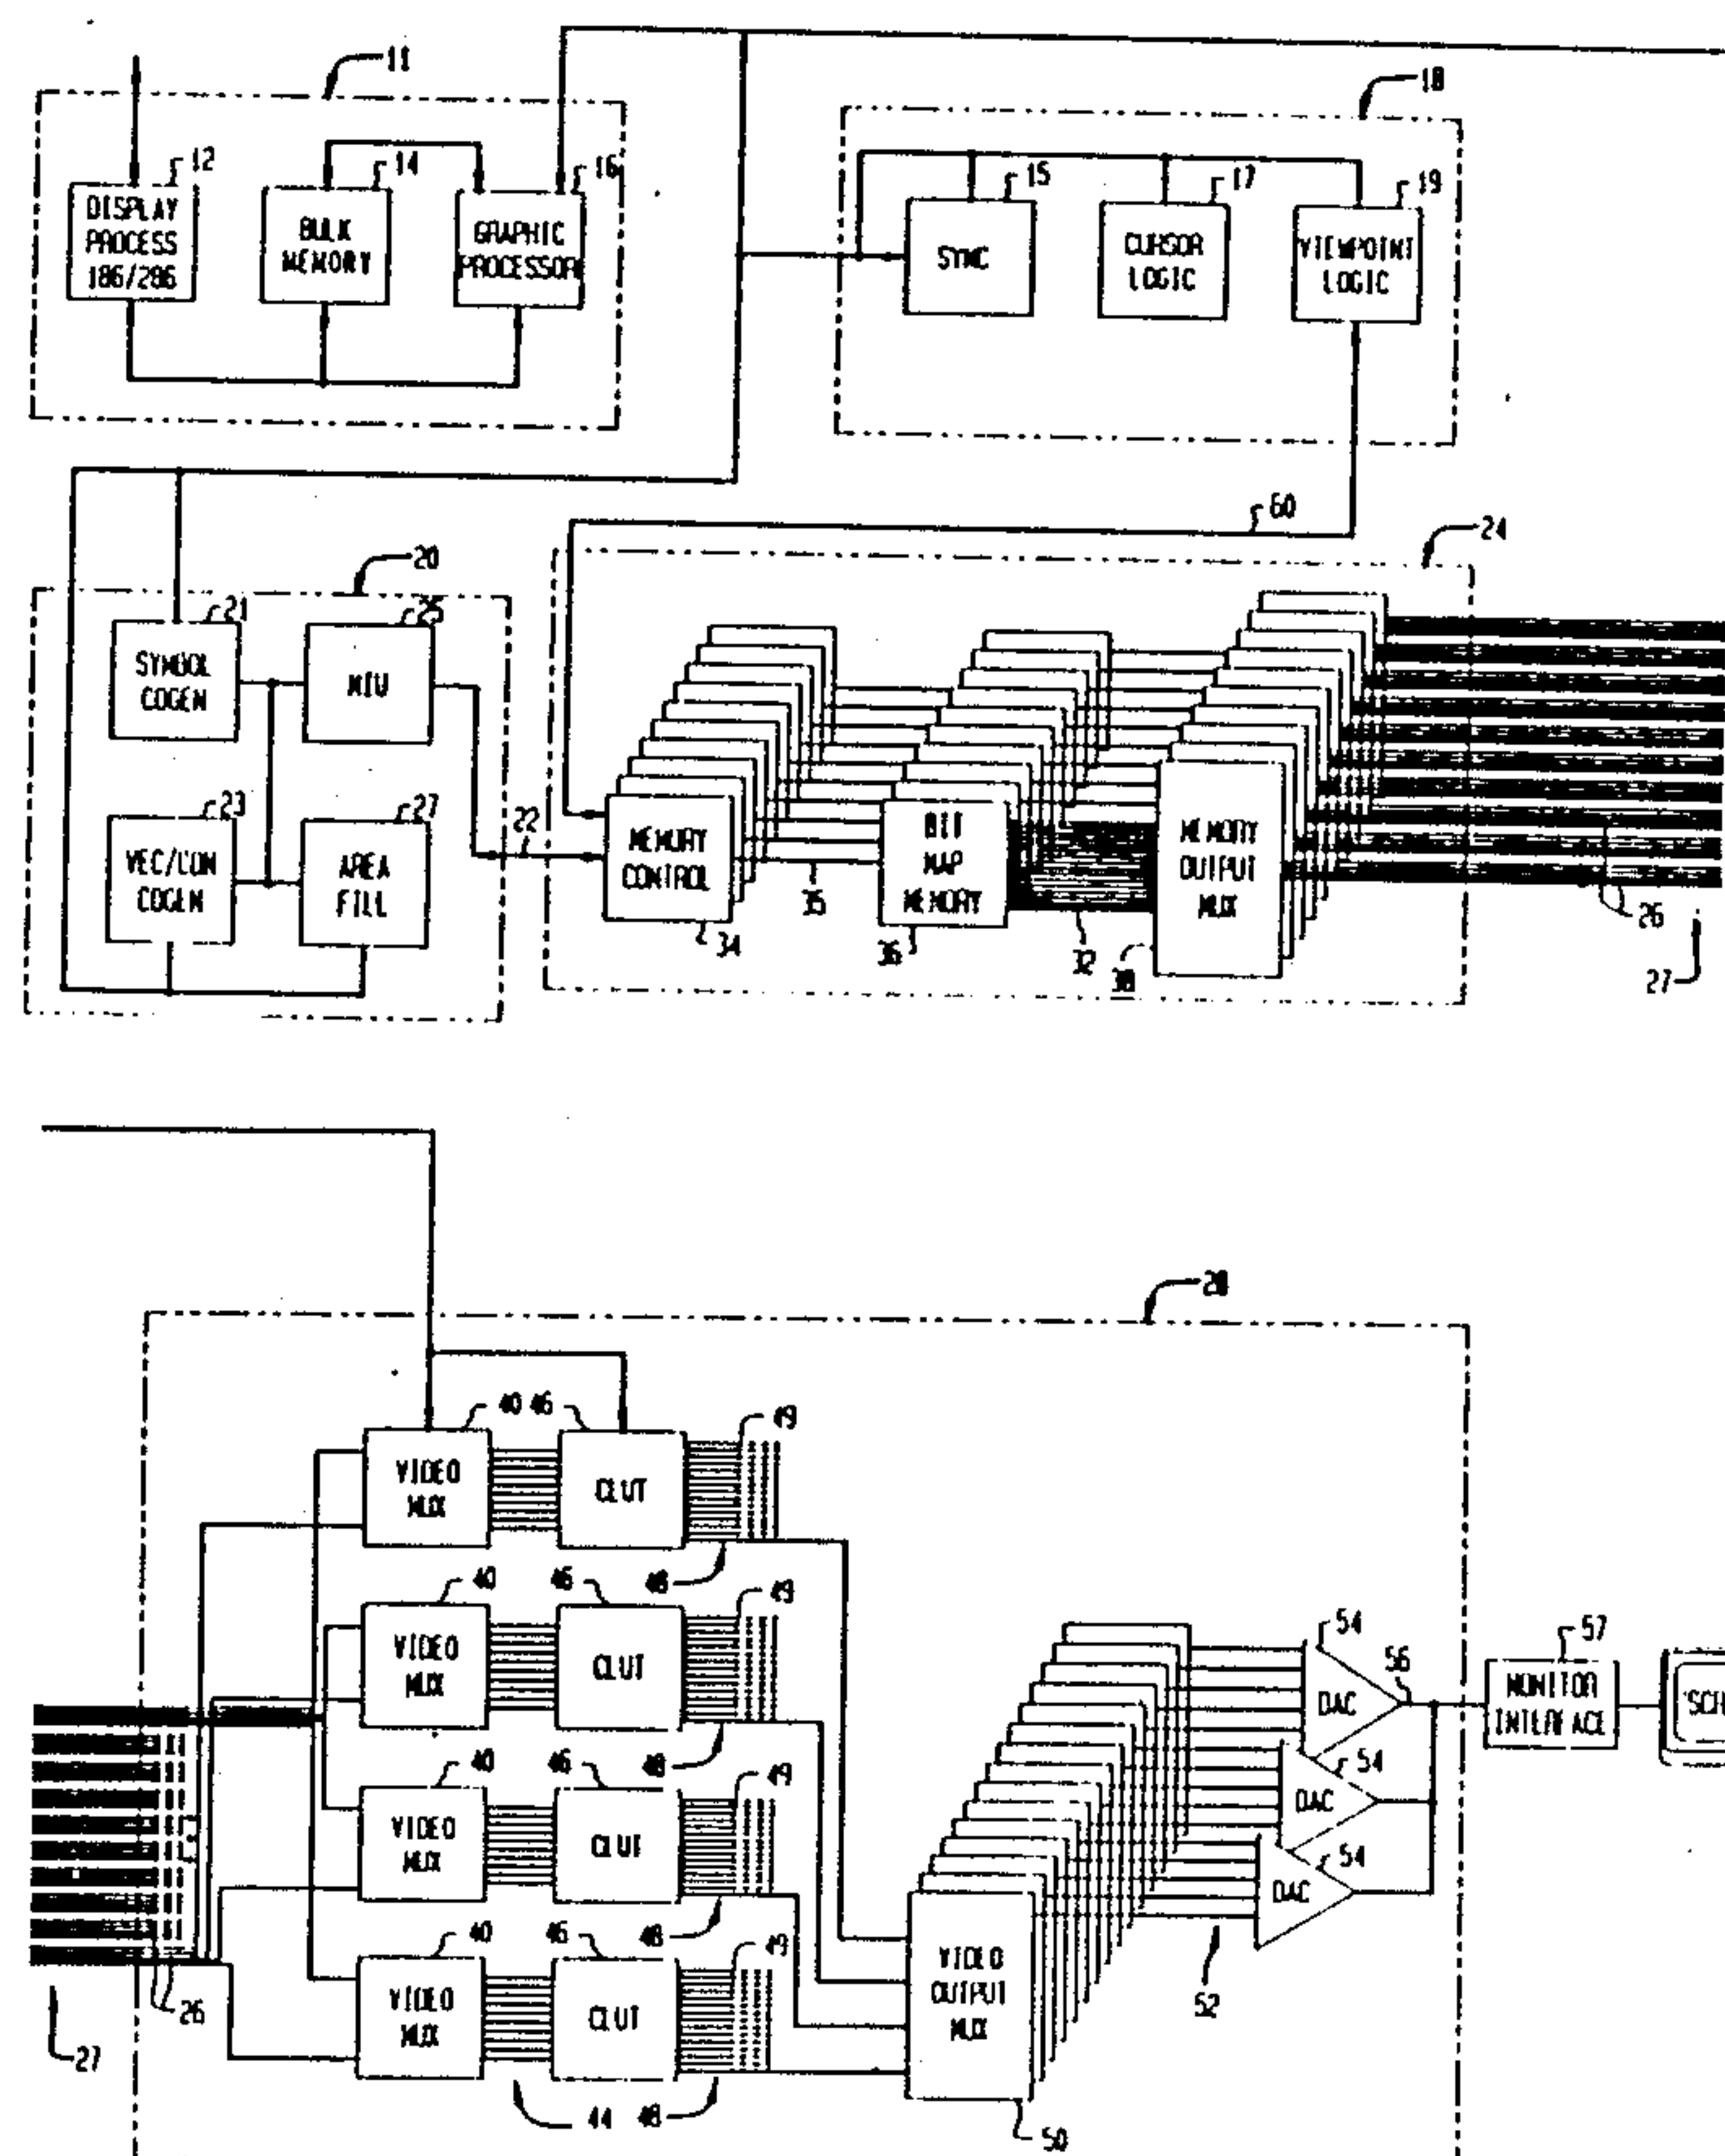 11
18
12
14
16
15
17
19
DISPLAY
PROCESS
186/286
BULK
MEMORY
GRAPHIC
PROCESSOR
SYNC
CURSOR
LOGIC
VIEWPOINT
LOGIC
60
24
20
21
25
SYMBOL
COGEN
MIU
23
27
22
VEC/CON
COGEN
AREA
FILL
MEMORY
CONTROL
BIT
MAP
MEMORY
MEMORY
OUTPUT
MUX
35
34
36
32
38
26
27
28
40
46
49
VIDEO
MUX
CLUT
48
40
46
49
VIDEO
MUX
CLUT
48
40
46
49
VIDEO
MUX
CLUT
48
40
46
49
VIDEO
MUX
CLUT
26
27
44
48
VIDEO
OUTPUT
MUX
50
52
54
DAC
54
DAC
54
DAC
56
57
MONITOR
INTERFACE